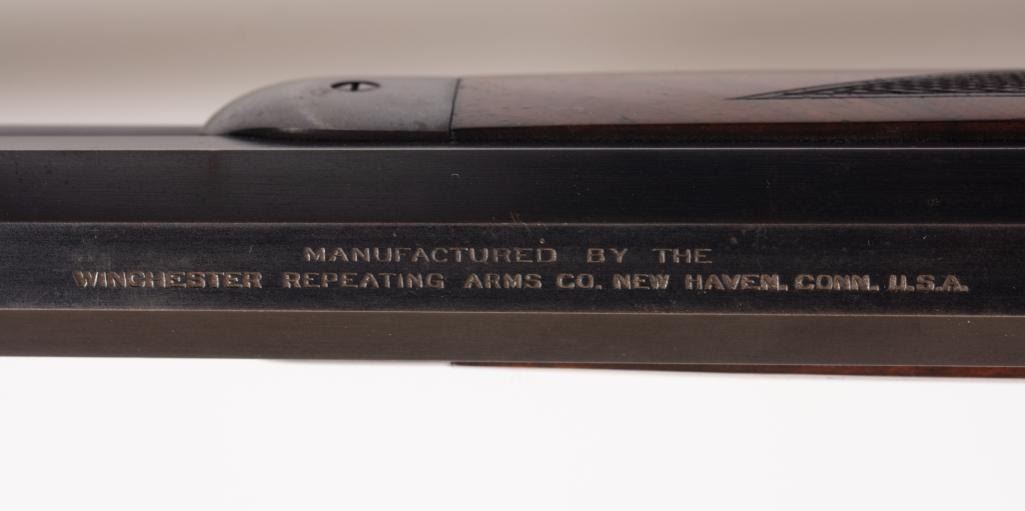 MANUFACTURED BY THE
WINCHESTER REPEATING ARMS CO. NEW HAVEN. CONN. U.S.A.